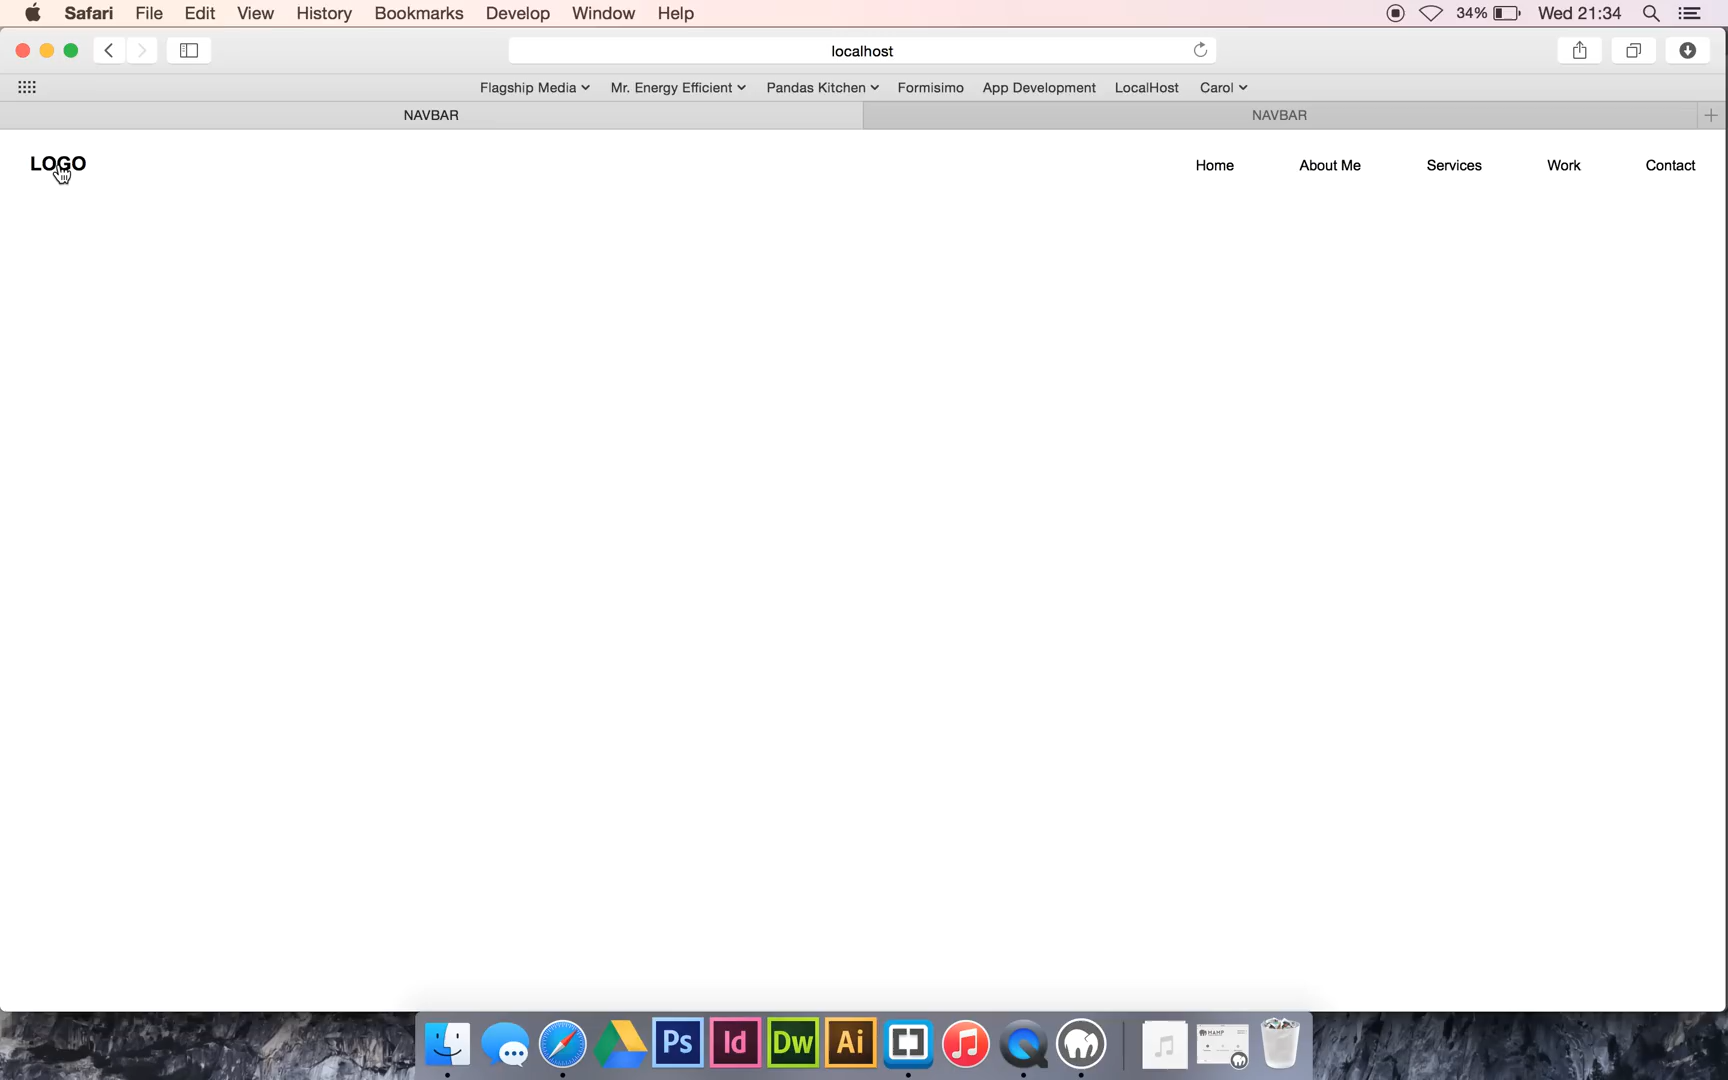 Safari File Edit View History Bookmarks Develop Window Help 34% Wed 21:34
localhost
Flagship Media Mr. Energy Efficient Pandas Kitchen Formisimo App Development LocalHost Carol
NAVBAR NAVBAR
LOGO Home About Me Services Work Contact
Ps Id Dw Ai MAMP